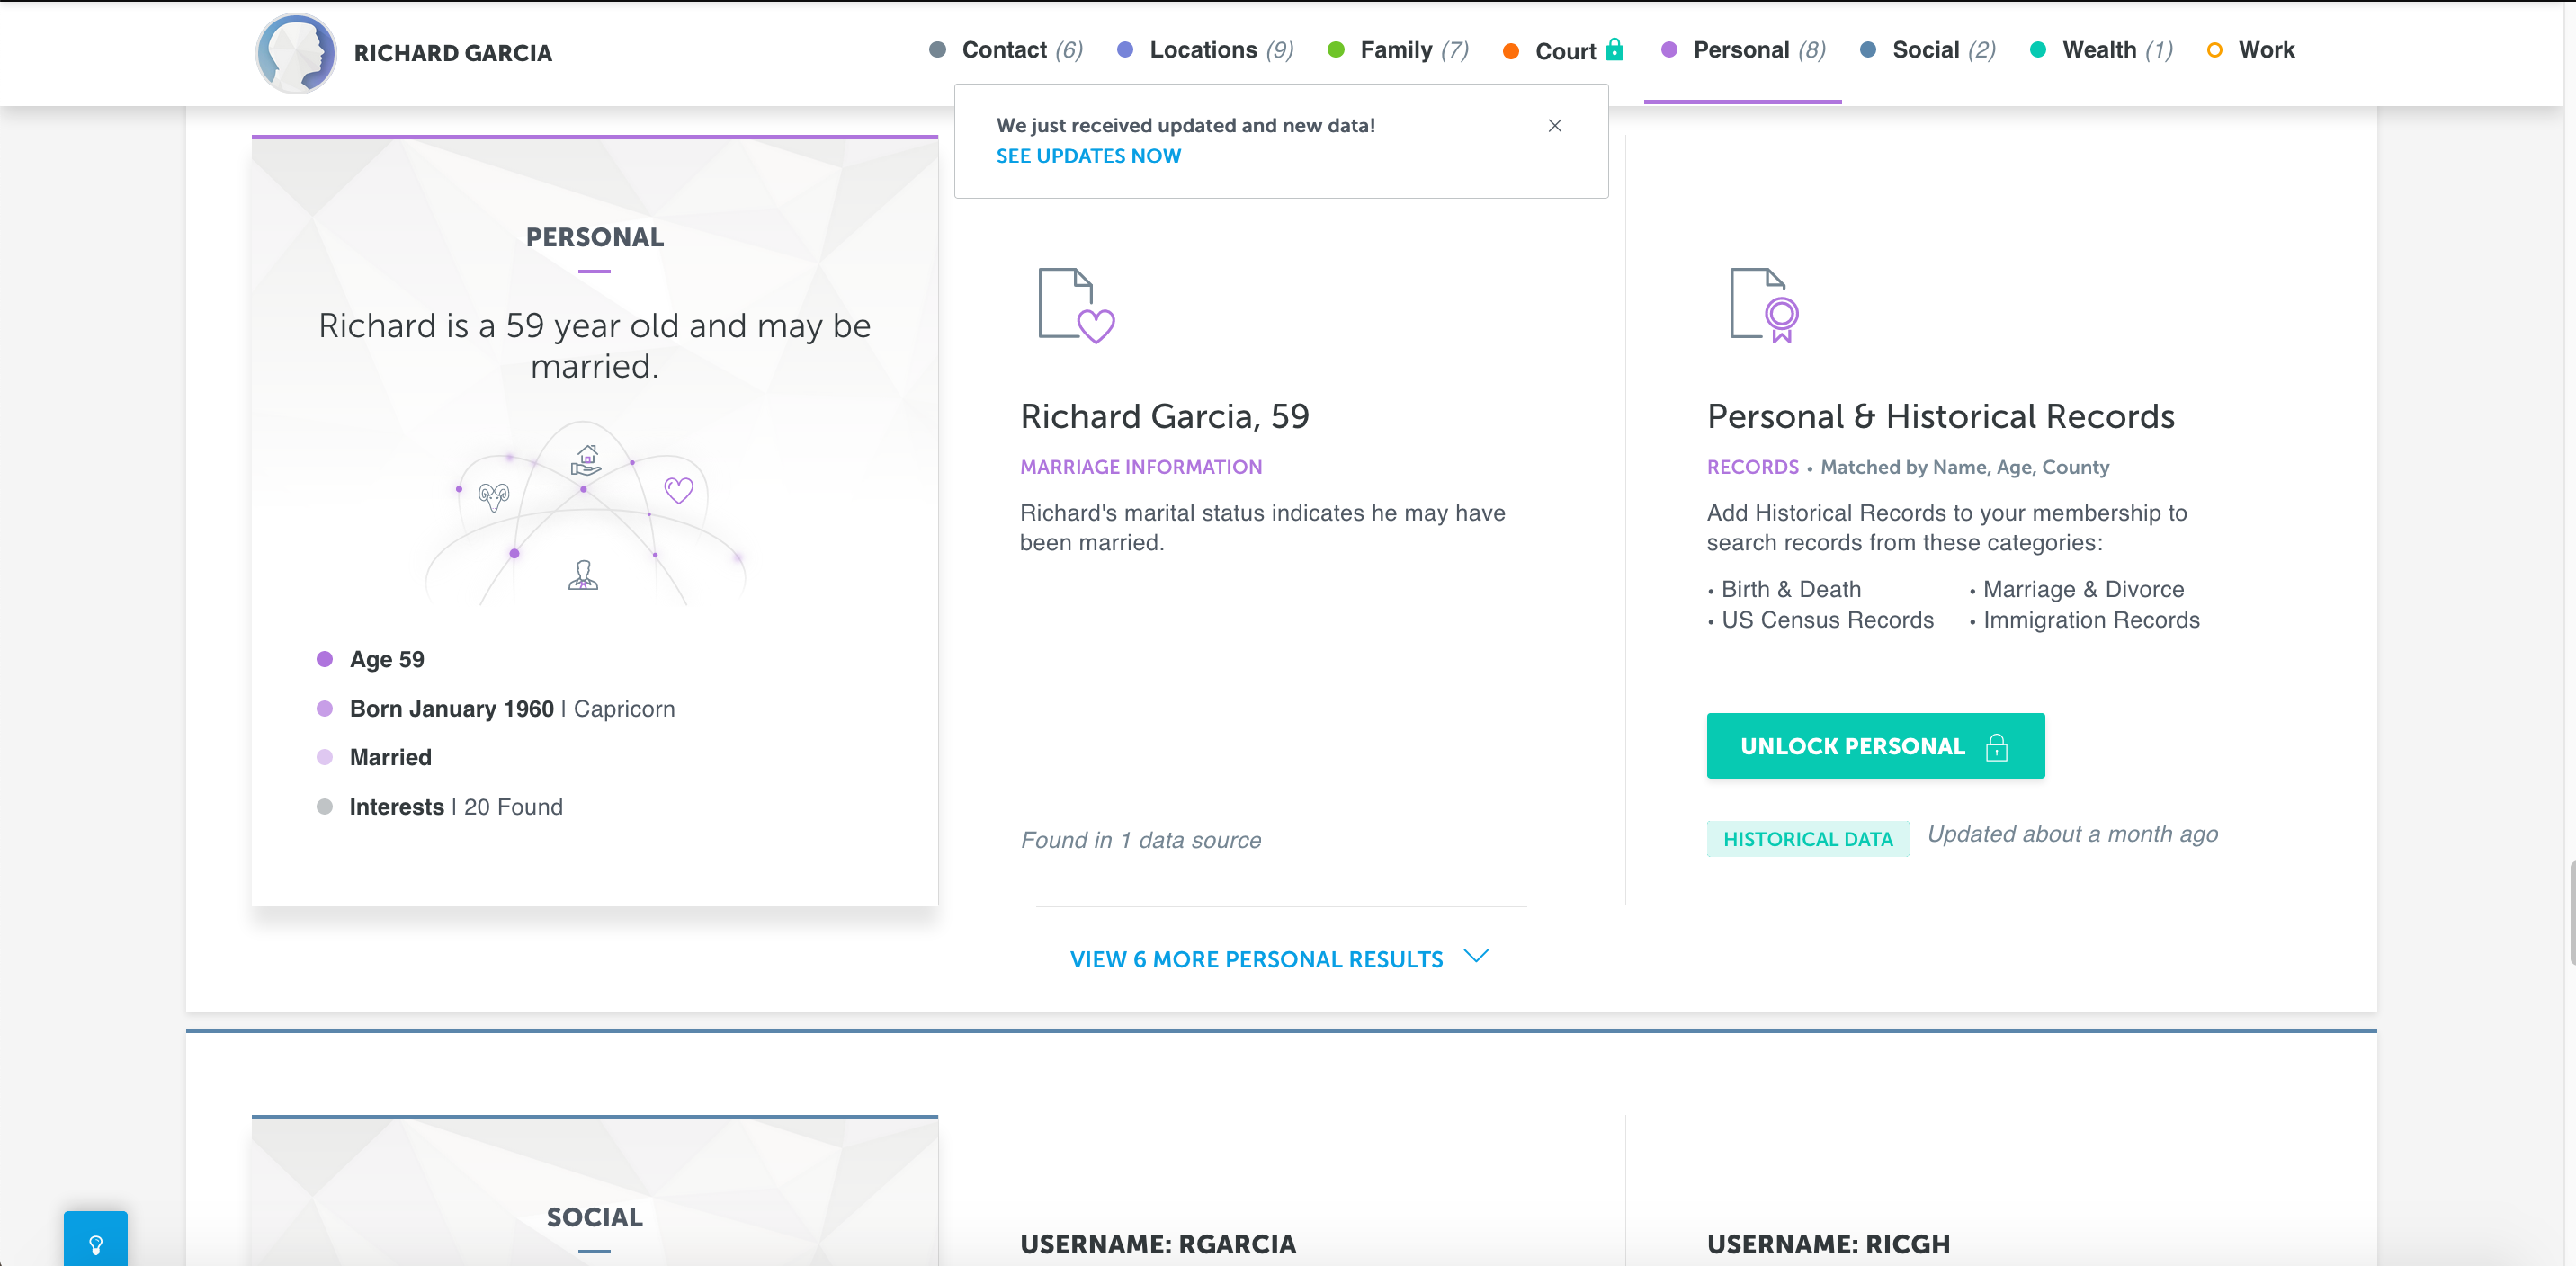 RICHARD GARCIA
Contact (6)
Locations (9)
Family (7)
Court
Personal (8)
Social (2)
Wealth (1)
Work
We just received updated and new data!
SEE UPDATES NOW
PERSONAL
Richard is a 59 year old and may be
married.
Age 59
Born January 1960 | Capricorn
Married
Interests | 20 Found
Richard Garcia, 59
MARRIAGE INFORMATION
Richard's marital status indicates he may have
been married.
Found in 1 data source
VIEW 6 MORE PERSONAL RESULTS
Personal & Historical Records
RECORDS • Matched by Name, Age, County
Add Historical Records to your membership to
search records from these categories:
• Birth & Death
• Marriage & Divorce
• US Census Records
• Immigration Records
UNLOCK PERSONAL
HISTORICAL DATA
Updated about a month ago
SOCIAL
USERNAME: RGARCIA
USERNAME: RICGH